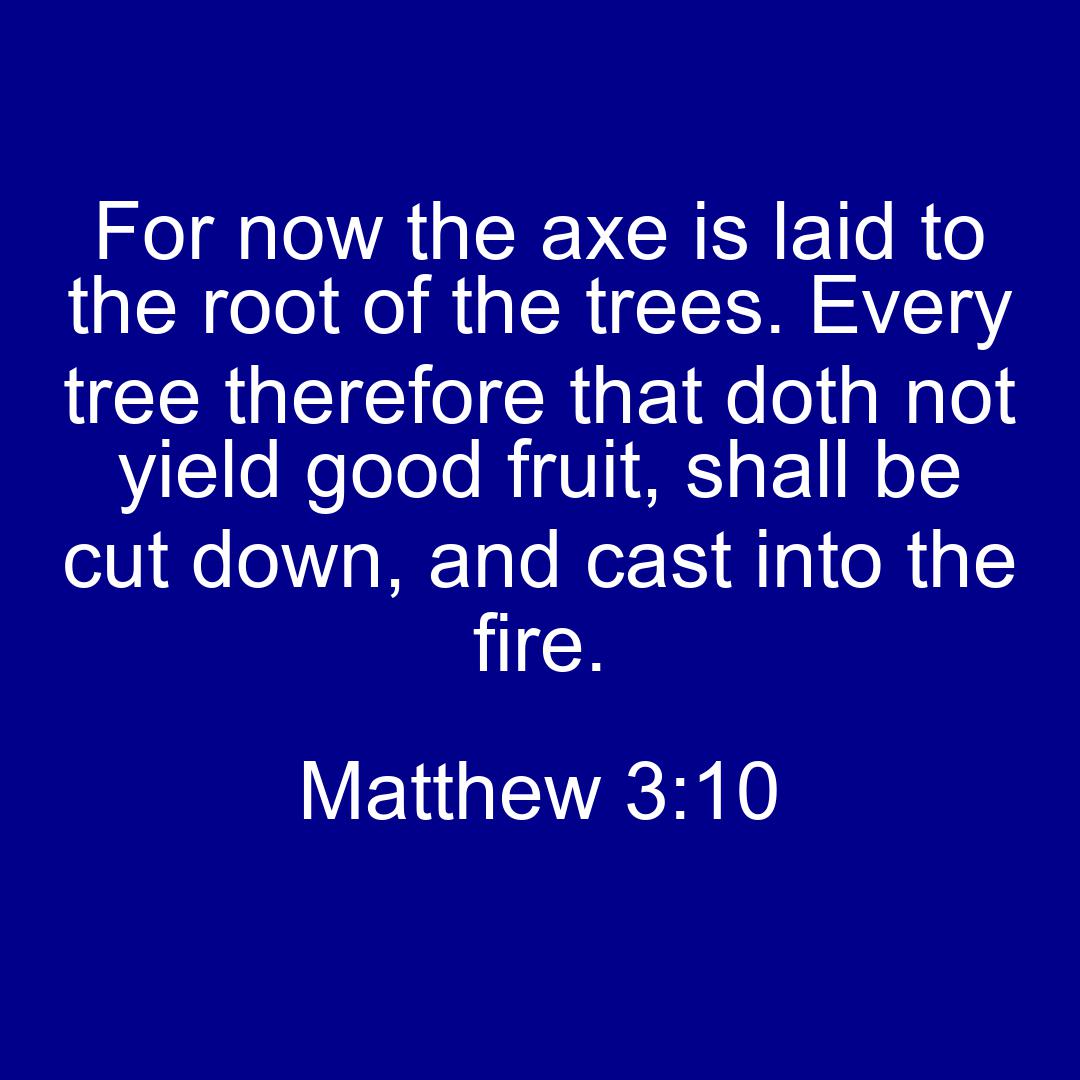 For now the axe is laid to
the root of the trees. Every
tree therefore that doth not
yield good fruit, shall be
cut down, and cast into the
fire.
Matthew 3:10